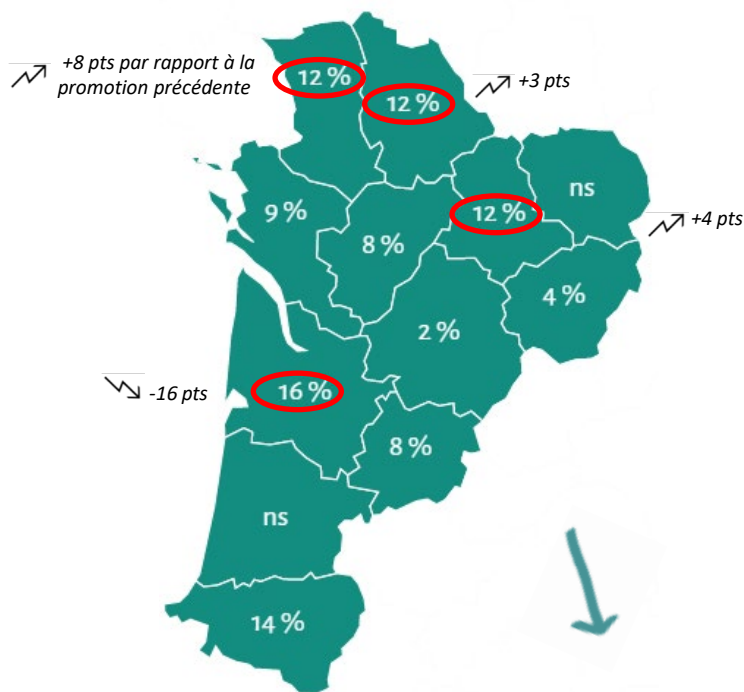 +8 pts par rapport à la
promotion précédente
12 %
12 %
+3 pts
9 %
8 %
12 %
ns
+4 pts
4 %
2 %
-16 pts
16 %
8 %
ns
14 %